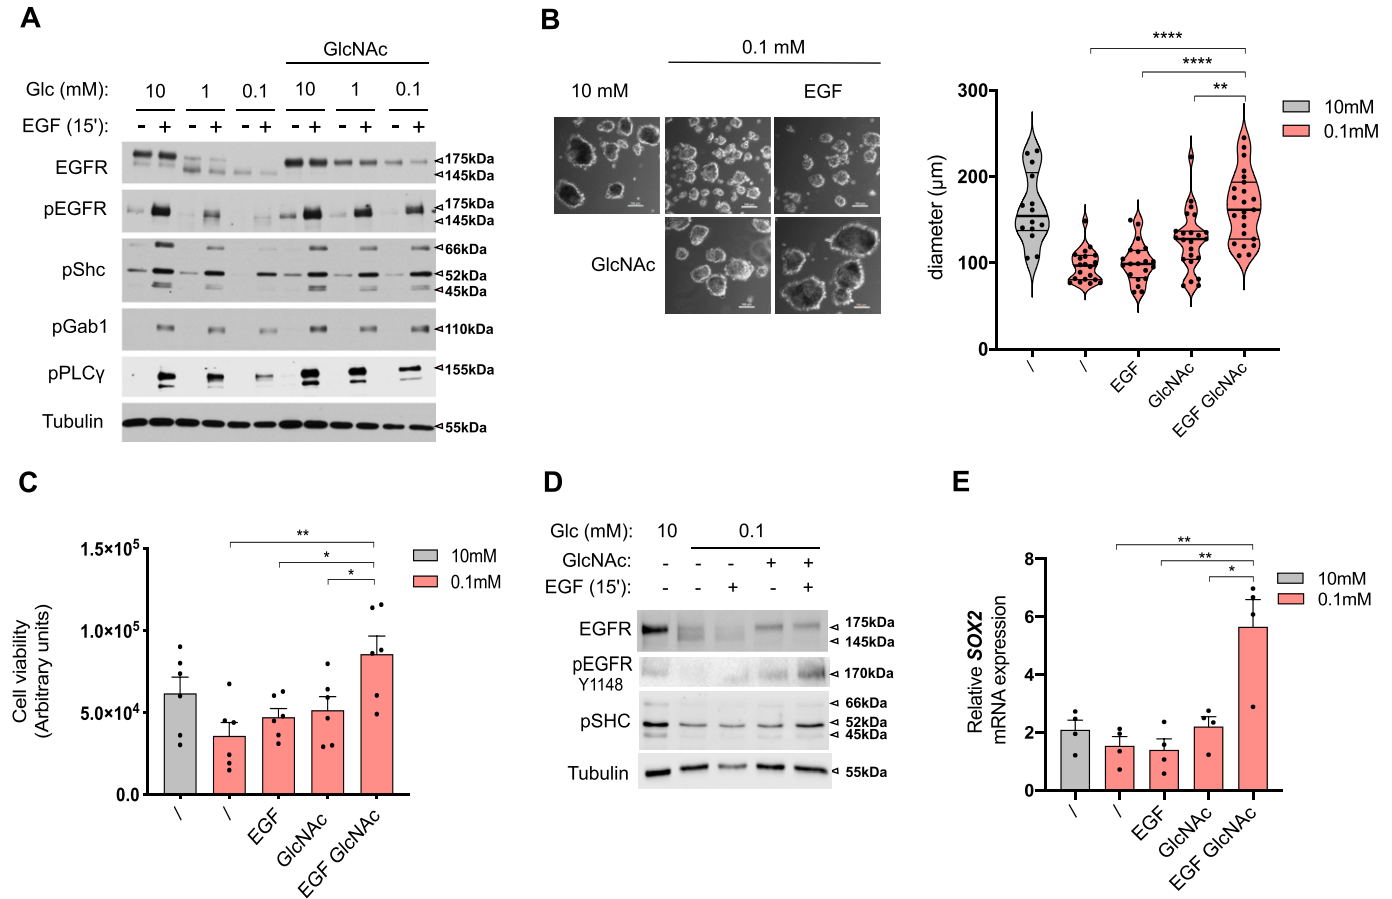 A
GlcNAc
Glc (mM): 10 1 0.1 10 1 0.1
EGF (15'): - + - + - + - + - + - +
EGFR
175kDa
145kDa
pEGFR
175kDa
145kDa
pShc
66kDa
52kDa
45kDa
pGab1
110kDa
pPLCγ
155kDa
Tubulin
55kDa
B
0.1 mM
10 mM
EGF
GlcNAc
diameter (μm)
300
200
100
0
****
****
**
/
/
EGF
GlcNAc
EGF GlcNAc
10mM
0.1mM
C
Cell viability
(Arbitrary units)
1.5×10⁵
1.0×10⁵
5.0×10⁴
0.0
**
*
*
/
/
EGF
GlcNAc
EGF GlcNAc
10mM
0.1mM
D
Glc (mM): 10 0.1
GlcNAc: - - - + +
EGF (15'): - - + - +
EGFR
175kDa
145kDa
pEGFR
Y1148
170kDa
pSHC
66kDa
52kDa
45kDa
Tubulin
55kDa
E
Relative SOX2
mRNA expression
8
6
4
2
0
**
**
*
/
/
EGF
GlcNAc
EGF GlcNAc
10mM
0.1mM